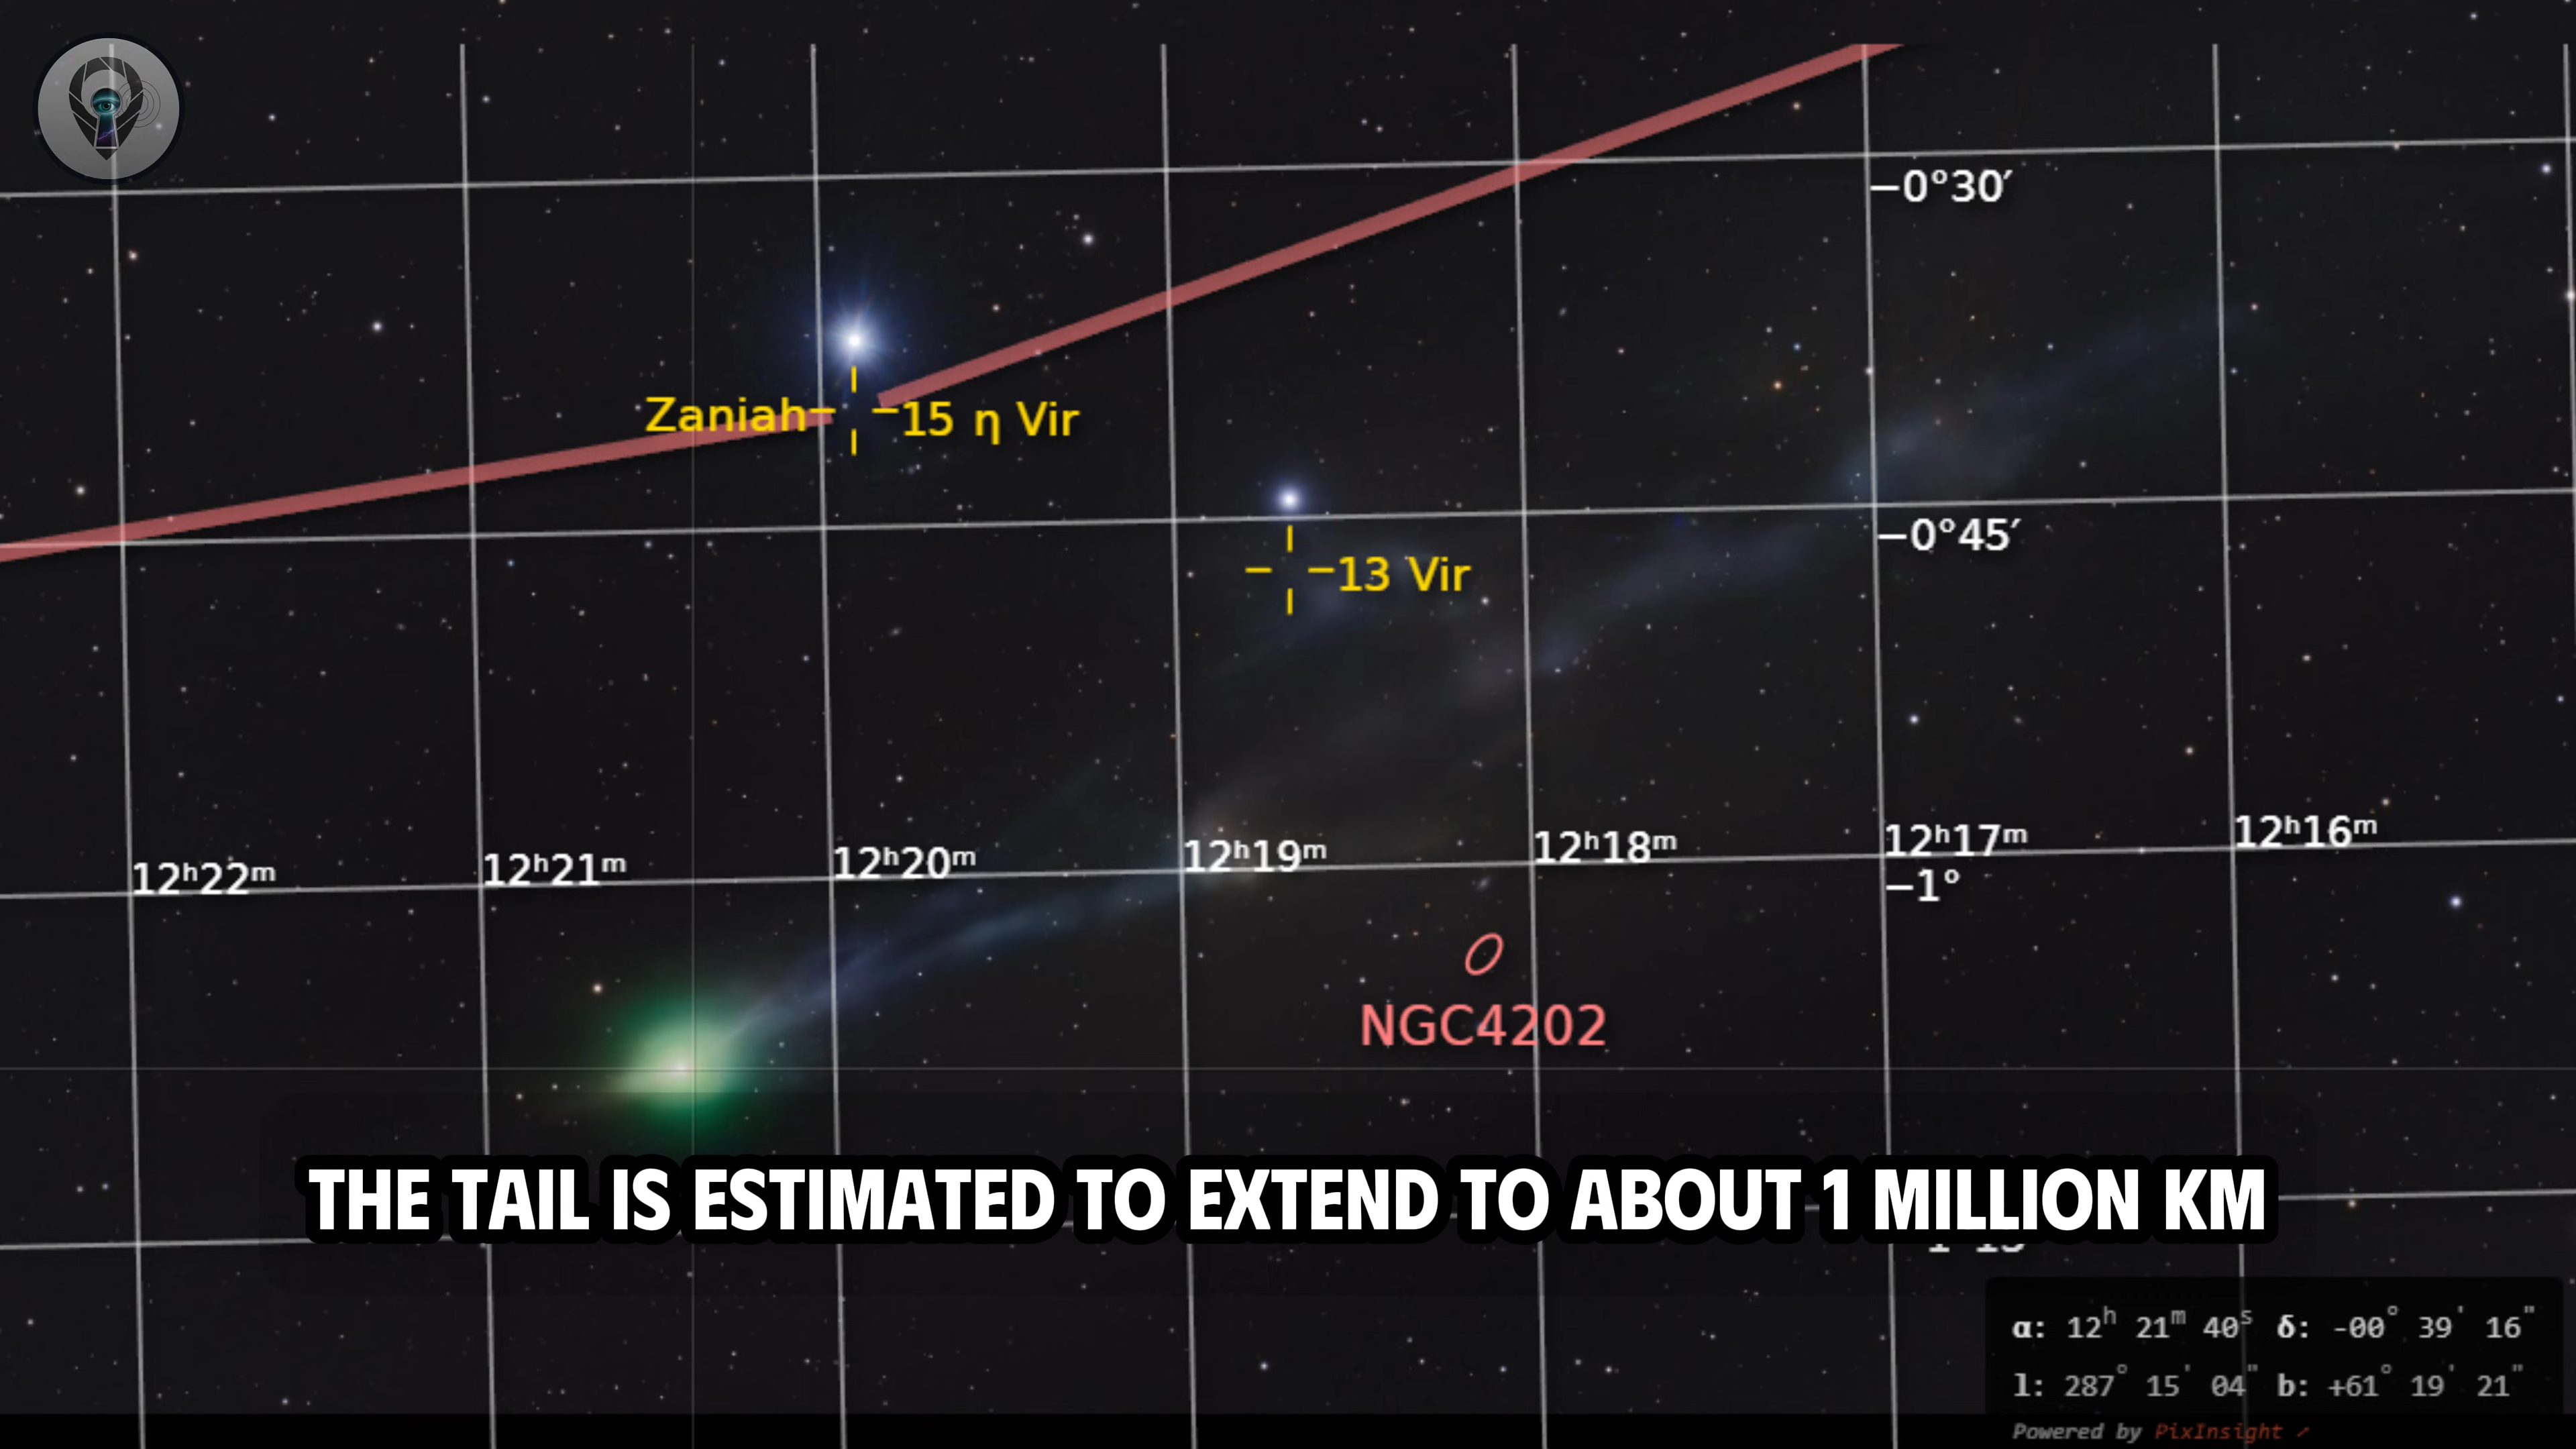 −0°30′
Zaniah
15 η Vir
−0°45′
13 Vir
12ʰ22ᵐ
12ʰ21ᵐ
12ʰ20ᵐ
12ʰ19ᵐ
12ʰ18ᵐ
12ʰ17ᵐ
12ʰ16ᵐ
−1°
NGC4202
THE TAIL IS ESTIMATED TO EXTEND TO ABOUT 1 MILLION KM
α: 12ʰ 21ᵐ 40ˢ δ: -00° 39' 16"
l: 287° 15' 04" b: +61° 19' 21"
Powered by PixInsight